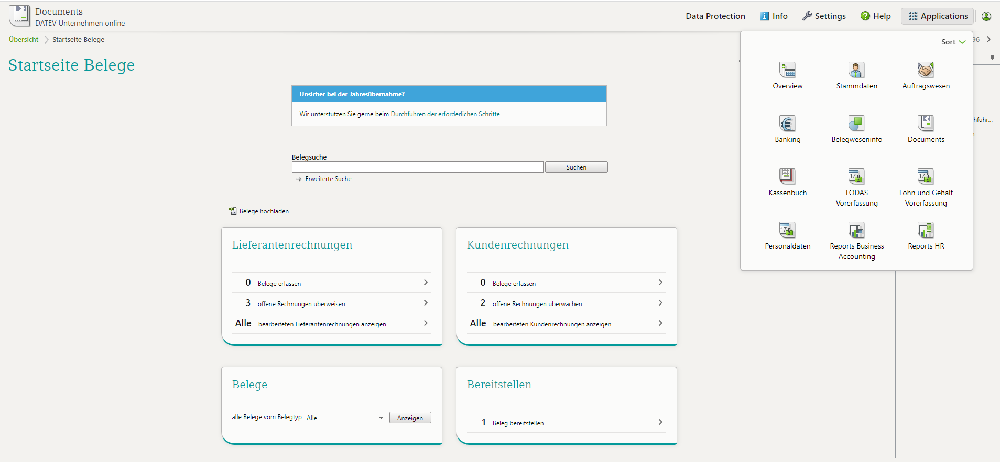 Documents
DATEV Unternehmen online
Data Protection
Info
Settings
Help
Applications
Übersicht
Startseite Belege
96
Startseite Belege
Sort
Overview
Stammdaten
Auftragswesen
Banking
Belegweseninfo
Documents
Kassenbuch
LODAS
Vorerfassung
Lohn und Gehalt
Vorerfassung
Personaldaten
Reports Business
Accounting
Reports HR
Unsicher bei der Jahresübernahme?
Wir unterstützen Sie gerne beim Durchführen der erforderlichen Schritte
Belegsuche
Suchen
Erweiterte Suche
Belege hochladen
Lieferantenrechnungen
0 Belege erfassen
3 offene Rechnungen überweisen
Alle bearbeiteten Lieferantenrechnungen anzeigen
Kundenrechnungen
0 Belege erfassen
2 offene Rechnungen überwachen
Alle bearbeiteten Kundenrechnungen anzeigen
Belege
alle Belege vom Belegtyp Alle
Anzeigen
Bereitstellen
1 Beleg bereitstellen